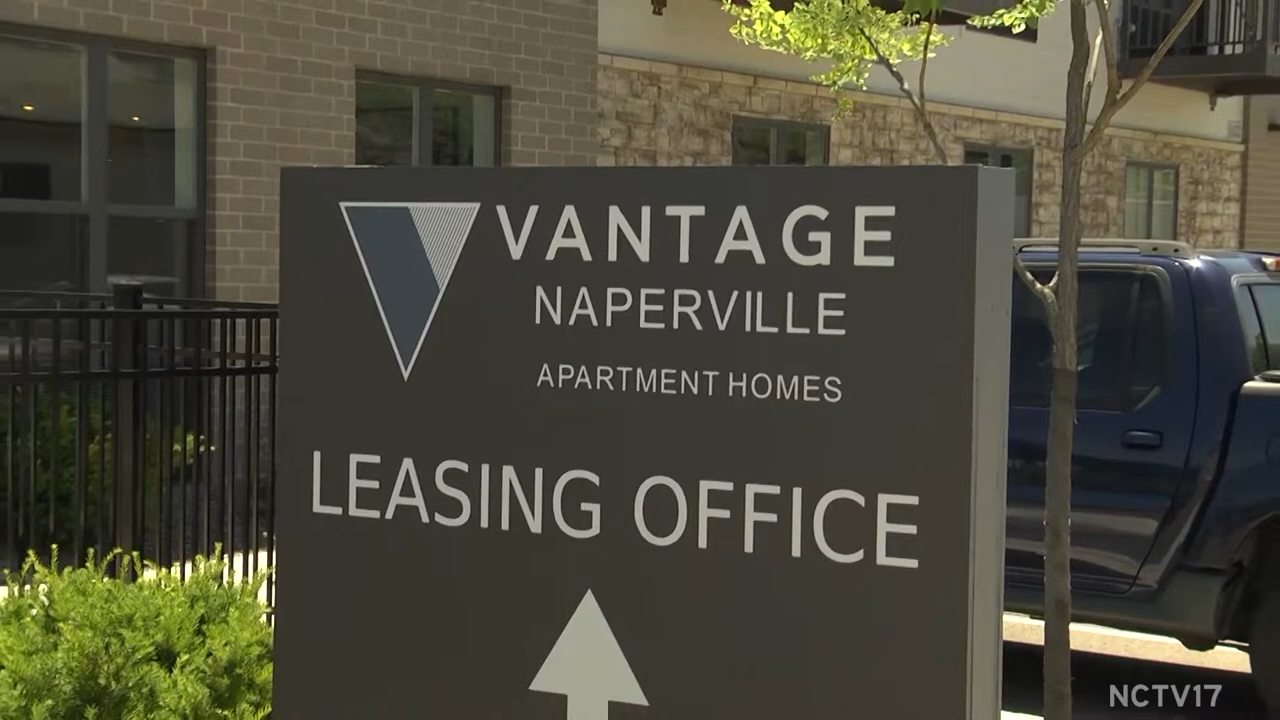 VANTAGE
NAPERVILLE
APARTMENT HOMES
LEASING OFFICE
NCTV17